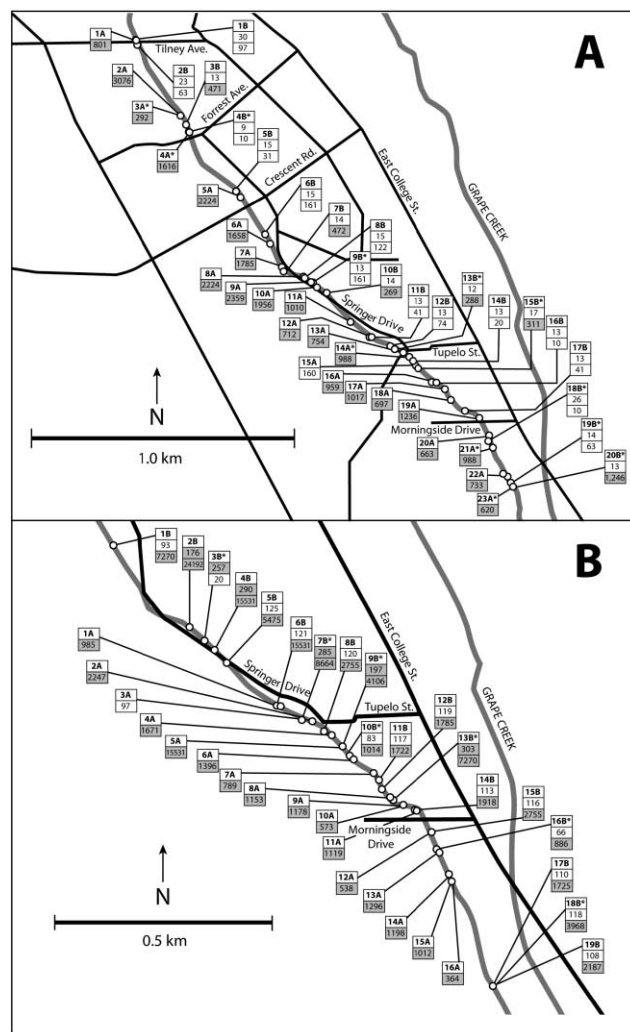 A
1A
801
1B
30
97
Tilney Ave.
2A
3076
2B
23
63
3B
13
471
3A*
292
Forrest Ave.
4A*
1616
4B*
9
10
5B
15
31
Crescent Rd.
5A
2224
6B
15
161
East College St.
GRAPE CREEK
6A
1658
7B
14
472
7A
1785
8B
15
122
8A
2224
9B*
13
161
9A
2359
10B
14
269
10A
1956
11A
1010
Springer Drive
11B
13
41
12B
13
74
13B*
12
288
14B
13
20
15B*
17
311
16B
13
10
12A
712
13A
754
14A*
988
Tupelo St.
17B
13
41
15A
160
16A
959
17A
1017
18A
697
18B*
26
10
19A
1236
Morningside Drive
19B*
14
63
20A
663
21A*
988
20B*
13
1,246
22A
733
23A*
620
N
1.0 km
B
1B
93
7270
2B
176
24192
3B*
257
20
4B
290
15531
5B
125
5475
6B
121
15531
7B*
285
8664
8B
120
2755
9B*
197
4106
East College St.
1A
985
Springer Drive
2A
2247
Tupelo St.
GRAPE CREEK
3A
97
4A
1671
10B*
83
1014
11B
117
1722
12B
119
1785
13B*
303
7270
5A
15531
6A
1396
7A
789
8A
1153
14B
113
1918
15B
116
2755
9A
1178
10A
573
Morningside
Drive
11A
1119
16B*
66
886
12A
538
17B
110
1725
13A
1296
18B*
118
3968
14A
1198
15A
1012
19B
108
2187
16A
364
N
0.5 km